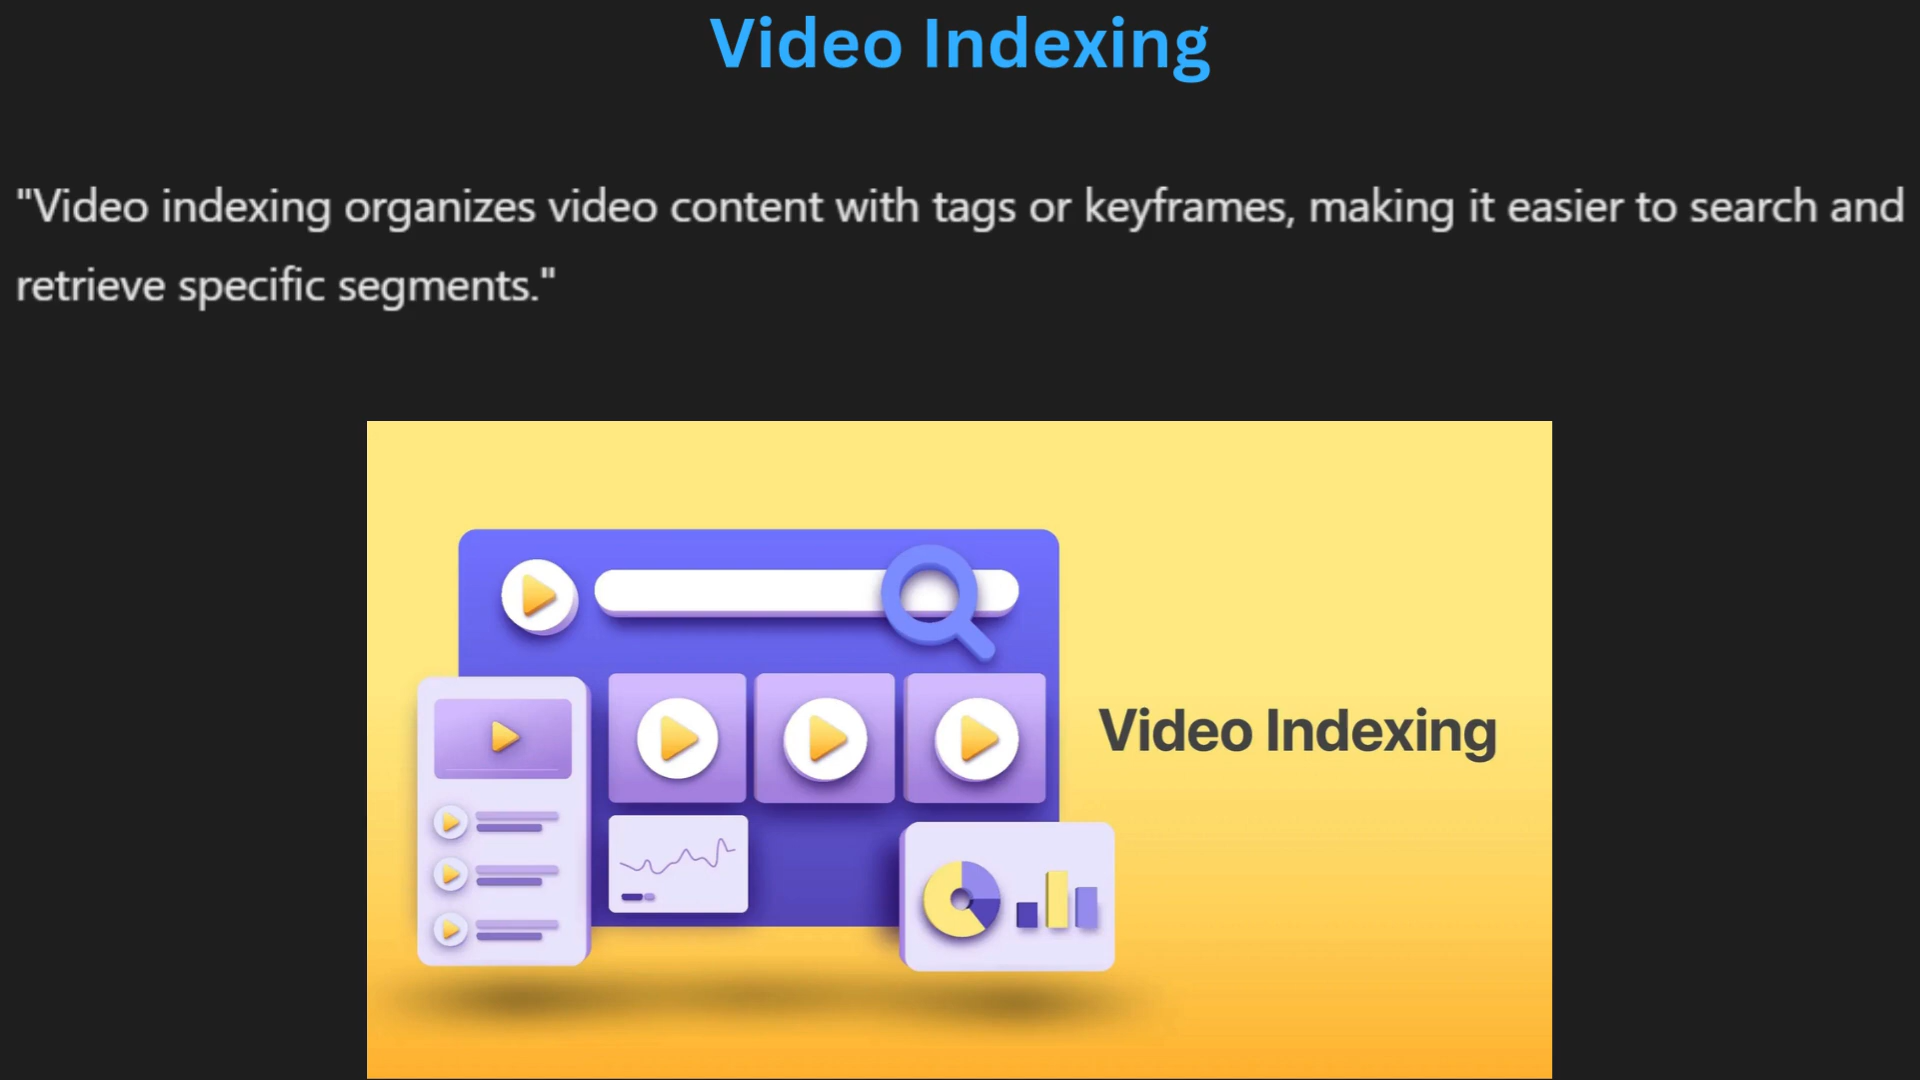 Video Indexing
"Video indexing organizes video content with tags or keyframes, making it easier to search and
retrieve specific segments."
Video Indexing